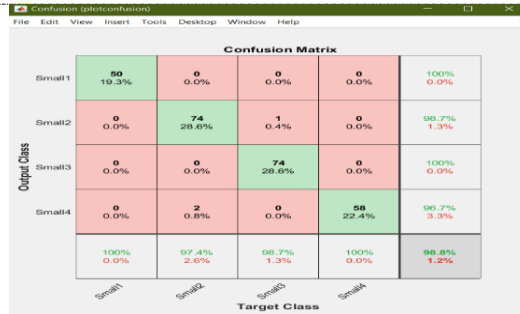 Confusion (plotconfusion)
File Edit View Insert Tools Desktop Window Help
Confusion Matrix
Small1 50 0 0 0 100%
19.3% 0.0% 0.0% 0.0% 0.0%
Small2 0 74 1 0 98.7%
0.0% 28.6% 0.4% 0.0% 1.3%
Small3 0 0 74 0 100%
0.0% 0.0% 28.6% 0.0% 0.0%
Small4 0 2 0 58 96.7%
0.0% 0.8% 0.0% 22.4% 3.3%
100% 97.4% 98.7% 100% 98.8%
0.0% 2.6% 1.3% 0.0% 1.2%
Small1 Small2 Small3 Small4
Output Class
Target Class